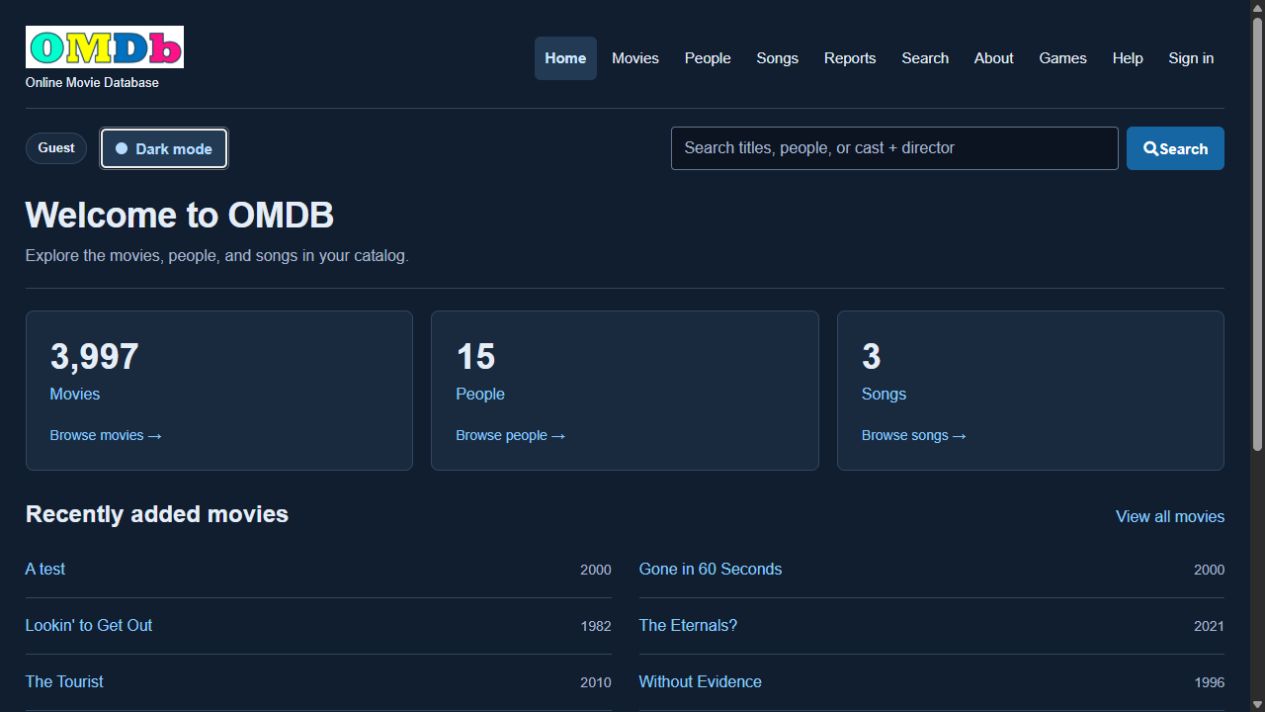 OMDb
Online Movie Database
Home Movies People Songs Reports Search About Games Help Sign in
Guest
Dark mode
Search titles, people, or cast + director
Search
Welcome to OMDB
Explore the movies, people, and songs in your catalog.
3,997
Movies
Browse movies →
15
People
Browse people →
3
Songs
Browse songs →
Recently added movies
View all movies
A test 2000
Gone in 60 Seconds 2000
Lookin' to Get Out 1982
The Eternals? 2021
The Tourist 2010
Without Evidence 1996